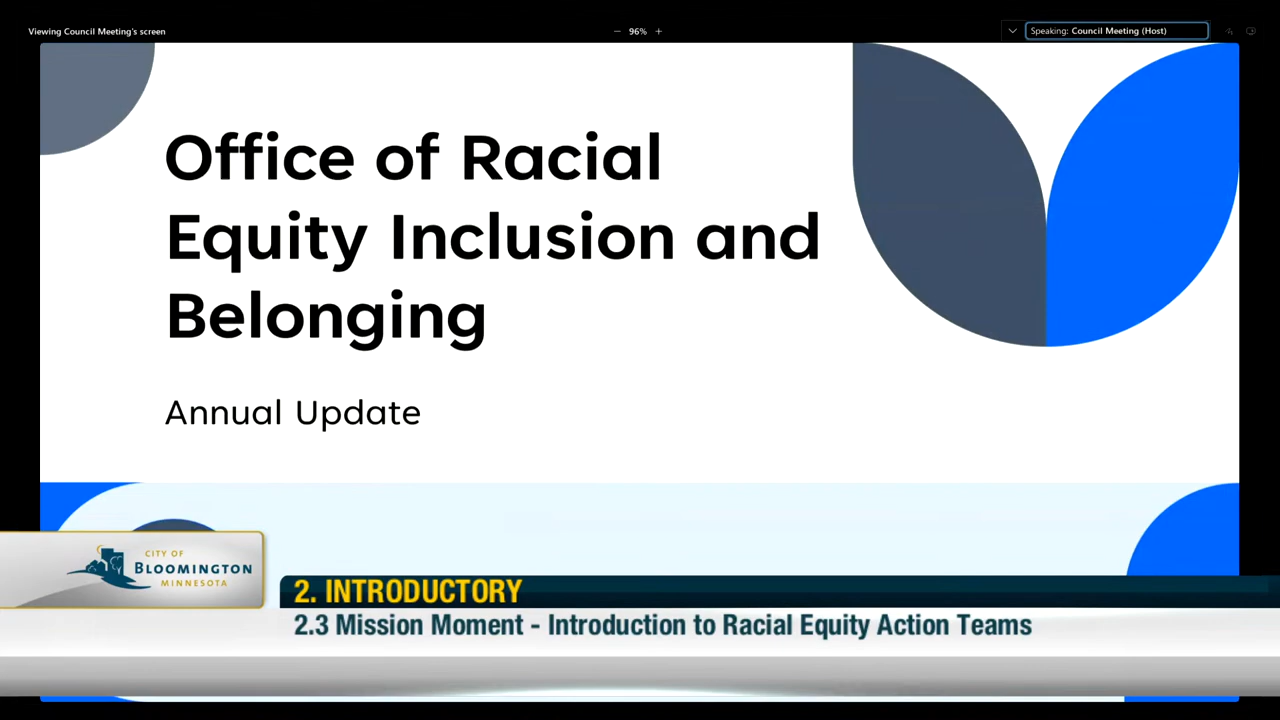 Viewing Council Meeting's screen
96%
Speaking: Council Meeting (Host)
Office of Racial
Equity Inclusion and
Belonging
Annual Update
CITY OF
BLOOMINGTON
MINNESOTA
2. INTRODUCTORY
2.3 Mission Moment - Introduction to Racial Equity Action Teams